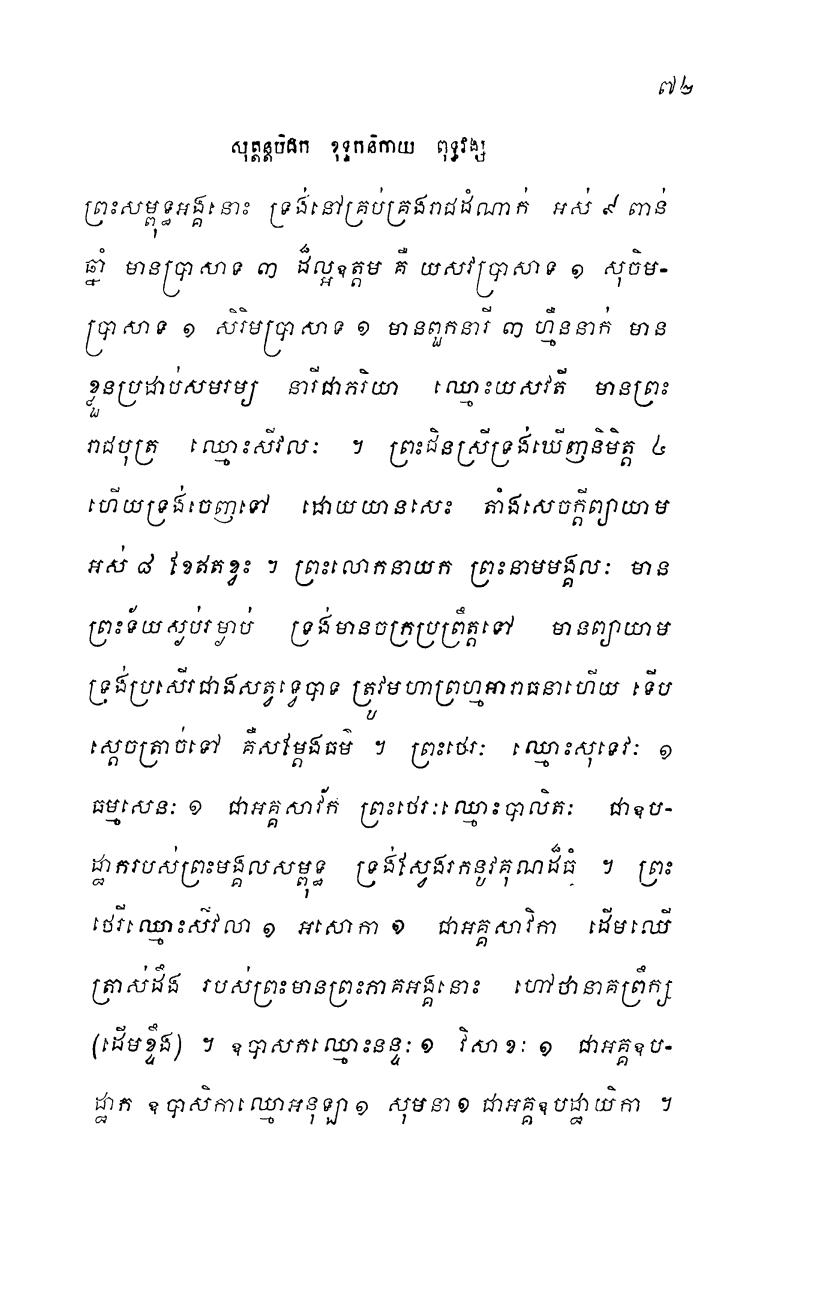 ៧២
សុត្តន្តបិដក ខុទ្ទកនិកាយ ពុទ្ធវង្ស
ព្រះសម្ពុទ្ធអង្គនោះ ទ្រង់នៅគ្រប់គ្រងរាជដំណាក់ អស់ ៩ ពាន់
ឆ្នាំ មានប្រាសាទ ៣ ដ៏ល្អឧត្តម គឺ យសវប្រាសាទ ១ សុចិម-
ប្រាសាទ ១ សិរិមប្រាសាទ ១ មានពួកនារី ៣ ហ្មឺននាក់ មាន
ខ្លួនប្រដាប់សមរម្យ នារីជាភរិយា ឈ្មោះយសវតី មានព្រះ
រាជបុត្រ ឈ្មោះសីវលៈ ។ ព្រះជិនស្រីទ្រង់ឃើញនិមិត្ត ៤
ហើយទ្រង់ចេញទៅ ដោយយានសេះ តាំងសេចក្តីព្យាយាម
អស់ ៨ ខែឥតខ្វះ ។ ព្រះលោកនាយក ព្រះនាមមង្គលៈ មាន
ព្រះទ័យស្ងប់រម្ងាប់ ទ្រង់មានចក្រប្រព្រឹត្តទៅ មានព្យាយាម
ទ្រង់ប្រសើរជាងសត្វទ្វេបាទ ត្រូវមហាព្រហ្មអារាធនាហើយ ទើប
ស្តេចត្រាច់ទៅ គឺសម្តែងធម៌ ។ ព្រះថេរៈ ឈ្មោះសុទេវៈ ១
ធម្មសេនៈ ១ ជាអគ្គសាវ័ក ព្រះថេរៈឈ្មោះបាលិតៈ ជាឧប-
ដ្ឋាករបស់ព្រះមង្គលសម្ពុទ្ធ ទ្រង់ស្វែងរកនូវគុណដ៏ធំ ។ ព្រះ
ថេរីឈ្មោះសីវលា ១ អសោកា ១ ជាអគ្គសាវិកា ដើមឈើ
ត្រាស់ដឹង របស់ព្រះមានព្រះភាគអង្គនោះ ហៅថានាគព្រឹក្ស
(ដើមខ្ទឹង) ។ ឧបាសកឈ្មោះនន្ទៈ ១ វិសាខៈ ១ ជាអគ្គឧប-
ដ្ឋាក ឧបាសិកាឈ្មោអនុឡា ១ សុមនា ១ ជាអគ្គឧបដ្ឋាយិកា ។